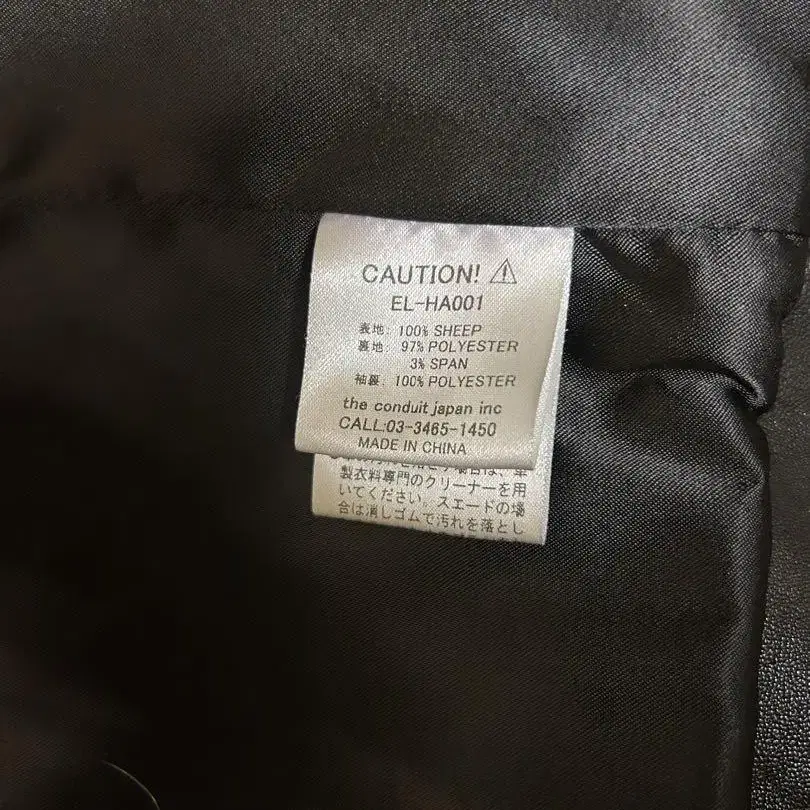 CAUTION! ⚠
EL-HA001
表地: 100% SHEEP
裏地: 97% POLYESTER
3% SPAN
袖裏: 100% POLYESTER
the conduit japan inc
CALL:03-3465-1450
MADE IN CHINA
製衣料専門のクリーナーを用
いてください。スエードの場
合は消しゴムで汚れを落とし